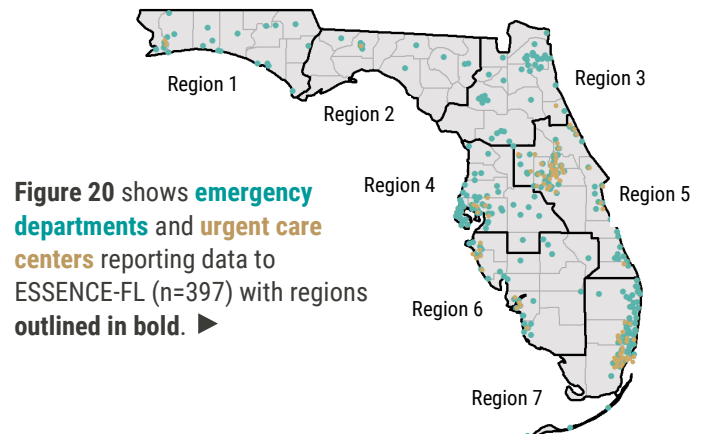 Region 1
Region 2
Region 3
Region 4
Region 5
Figure 20 shows emergency
departments and urgent care
centers reporting data to
ESSENCE-FL (n=397) with regions
outlined in bold. ►
Region 6
Region 7